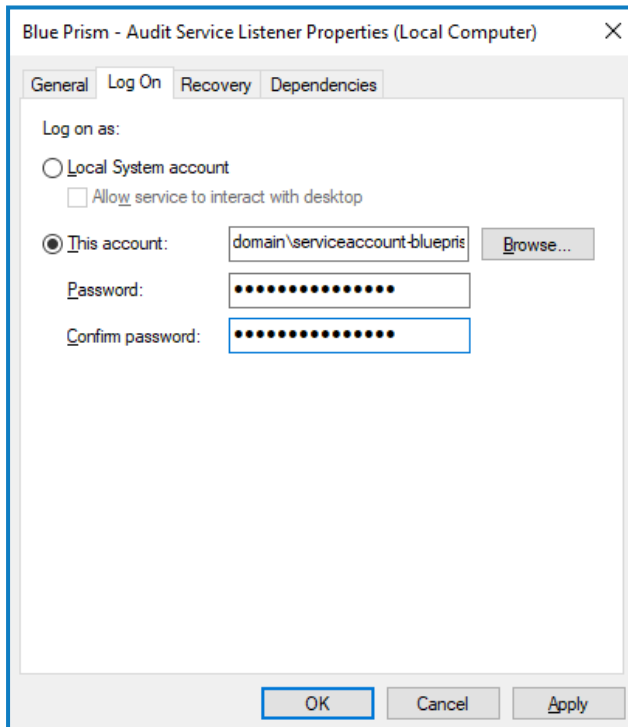 Blue Prism - Audit Service Listener Properties (Local Computer)
General Log On Recovery Dependencies
Log on as:
Local System account
Allow service to interact with desktop
This account: domain\serviceaccount-bluepris Browse...
Password: ●●●●●●●●●●●●●●●
Confirm password: ●●●●●●●●●●●●●●●
OK Cancel Apply